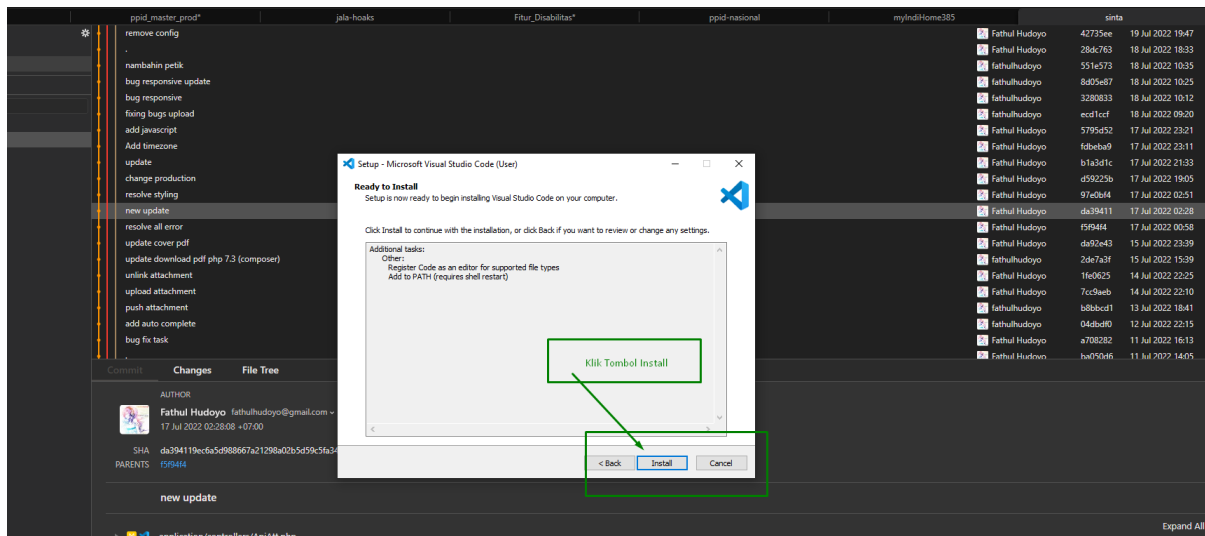 ppid_master_prod* jala-hoaks Fitur_Disabilitas* ppid-nasional myIndiHome385 sinta
remove config Fathul Hudoyo 42735ee 19 Jul 2022 19:47
. Fathul Hudoyo 28dc763 18 Jul 2022 18:33
nambahin petik fathulhudoyo 551e573 18 Jul 2022 10:35
bug responsive update fathulhudoyo 8d05e87 18 Jul 2022 10:25
bug responsive fathulhudoyo 3280833 18 Jul 2022 10:12
fixing bugs upload fathulhudoyo ecd1ccf 18 Jul 2022 09:20
add javascript Fathul Hudoyo 5795d52 17 Jul 2022 23:21
Add timezone Fathul Hudoyo fdbeba9 17 Jul 2022 23:11
update Fathul Hudoyo b1a3d1c 17 Jul 2022 21:33
change production Fathul Hudoyo d59225b 17 Jul 2022 19:05
resolve styling Fathul Hudoyo 97e0bf4 17 Jul 2022 02:51
new update Fathul Hudoyo da39411 17 Jul 2022 02:28
resolve all error Fathul Hudoyo f5f94f4 17 Jul 2022 00:58
update cover pdf Fathul Hudoyo da92e43 15 Jul 2022 23:39
update download pdf php 7.3 (composer) fathulhudoyo 2de7a3f 15 Jul 2022 15:39
unlink attachment Fathul Hudoyo 1fe0625 14 Jul 2022 22:25
upload attachment Fathul Hudoyo 7cc9aeb 14 Jul 2022 22:10
push attachment fathulhudoyo b8bbcd1 13 Jul 2022 18:41
add auto complete fathulhudoyo 04dbdf0 12 Jul 2022 22:15
bug fix task Fathul Hudoyo a708282 11 Jul 2022 16:13
. Fathul Hudoyo ba050d6 11 Jul 2022 14:05
Setup - Microsoft Visual Studio Code (User)
Ready to Install
Setup is now ready to begin installing Visual Studio Code on your computer.
Click Install to continue with the installation, or click Back if you want to review or change any settings.
Additional tasks:
Other:
Register Code as an editor for supported file types
Add to PATH (requires shell restart)
Klik Tombol Install
< Back Install Cancel
Commit Changes File Tree
AUTHOR
Fathul Hudoyo fathulhudoyo@gmail.com
17 Jul 2022 02:28:08 +07:00
SHA da394119ec6a5d988667a21298a02b5d59c5fa34
PARENTS f5f94f4
new update
Expand All
application/controllers/ApiAtt.php